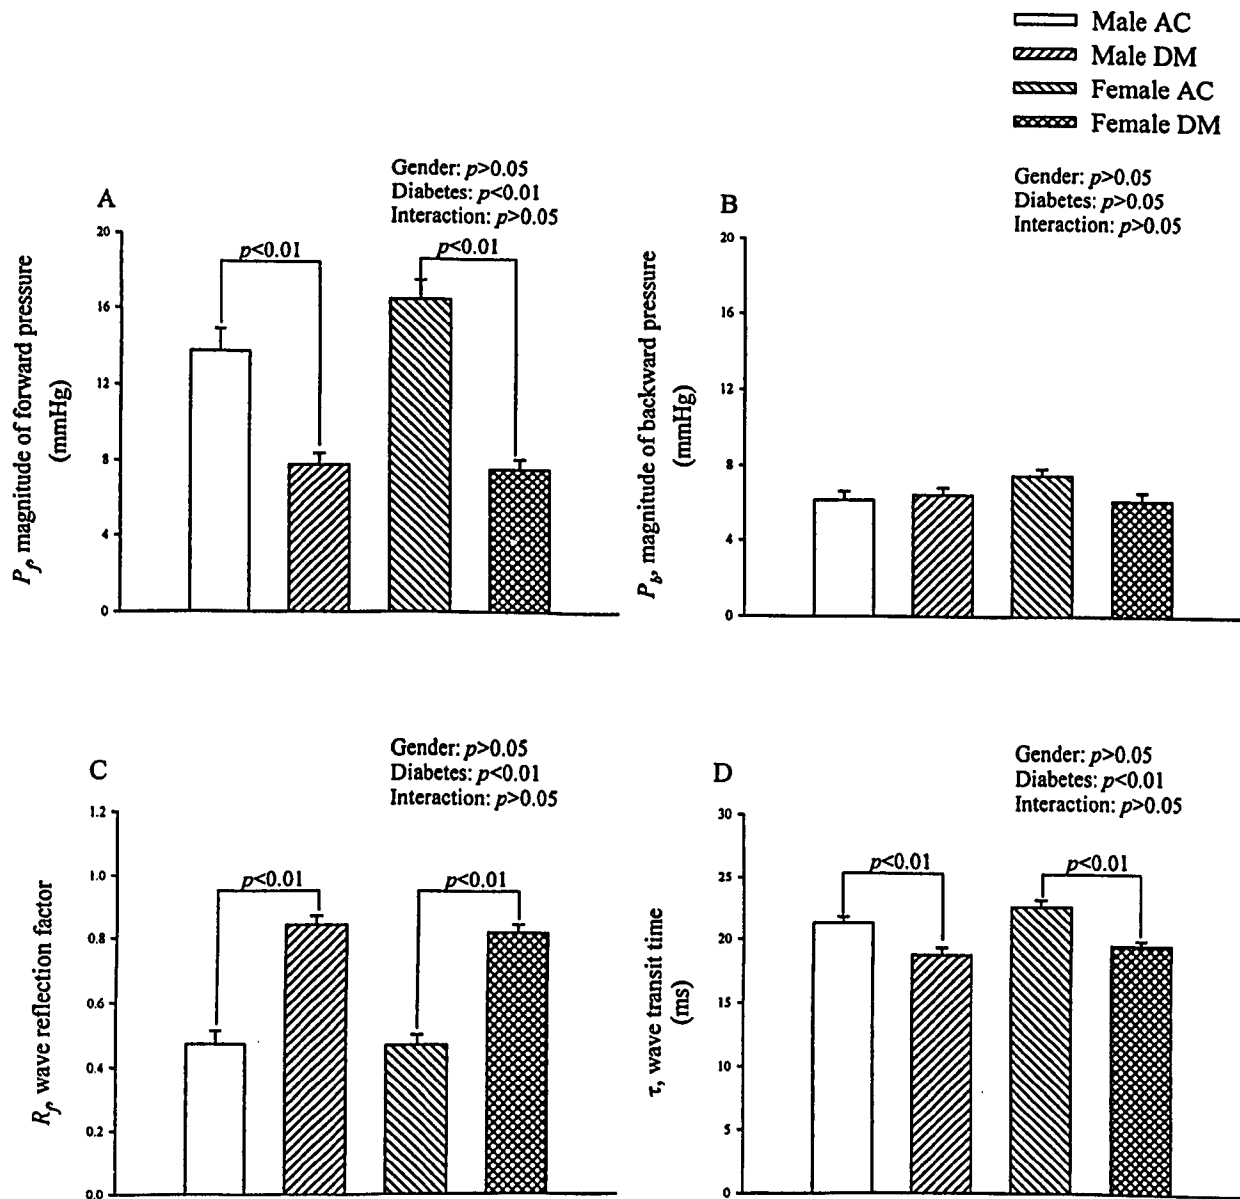 Male AC
Male DM
Female AC
Female DM
A
Gender: p>0.05
Diabetes: p<0.01
Interaction: p>0.05
20
16
12
8
4
0
P_f, magnitude of forward pressure
(mmHg)
p<0.01
p<0.01
B
Gender: p>0.05
Diabetes: p>0.05
Interaction: p>0.05
20
16
12
8
4
0
P_b, magnitude of backward pressure
(mmHg)
C
Gender: p>0.05
Diabetes: p<0.01
Interaction: p>0.05
1.2
1.0
0.8
0.6
0.4
0.2
0.0
R_f, wave reflection factor
p<0.01
p<0.01
D
Gender: p>0.05
Diabetes: p<0.01
Interaction: p>0.05
30
25
20
15
10
5
0
τ, wave transit time
(ms)
p<0.01
p<0.01